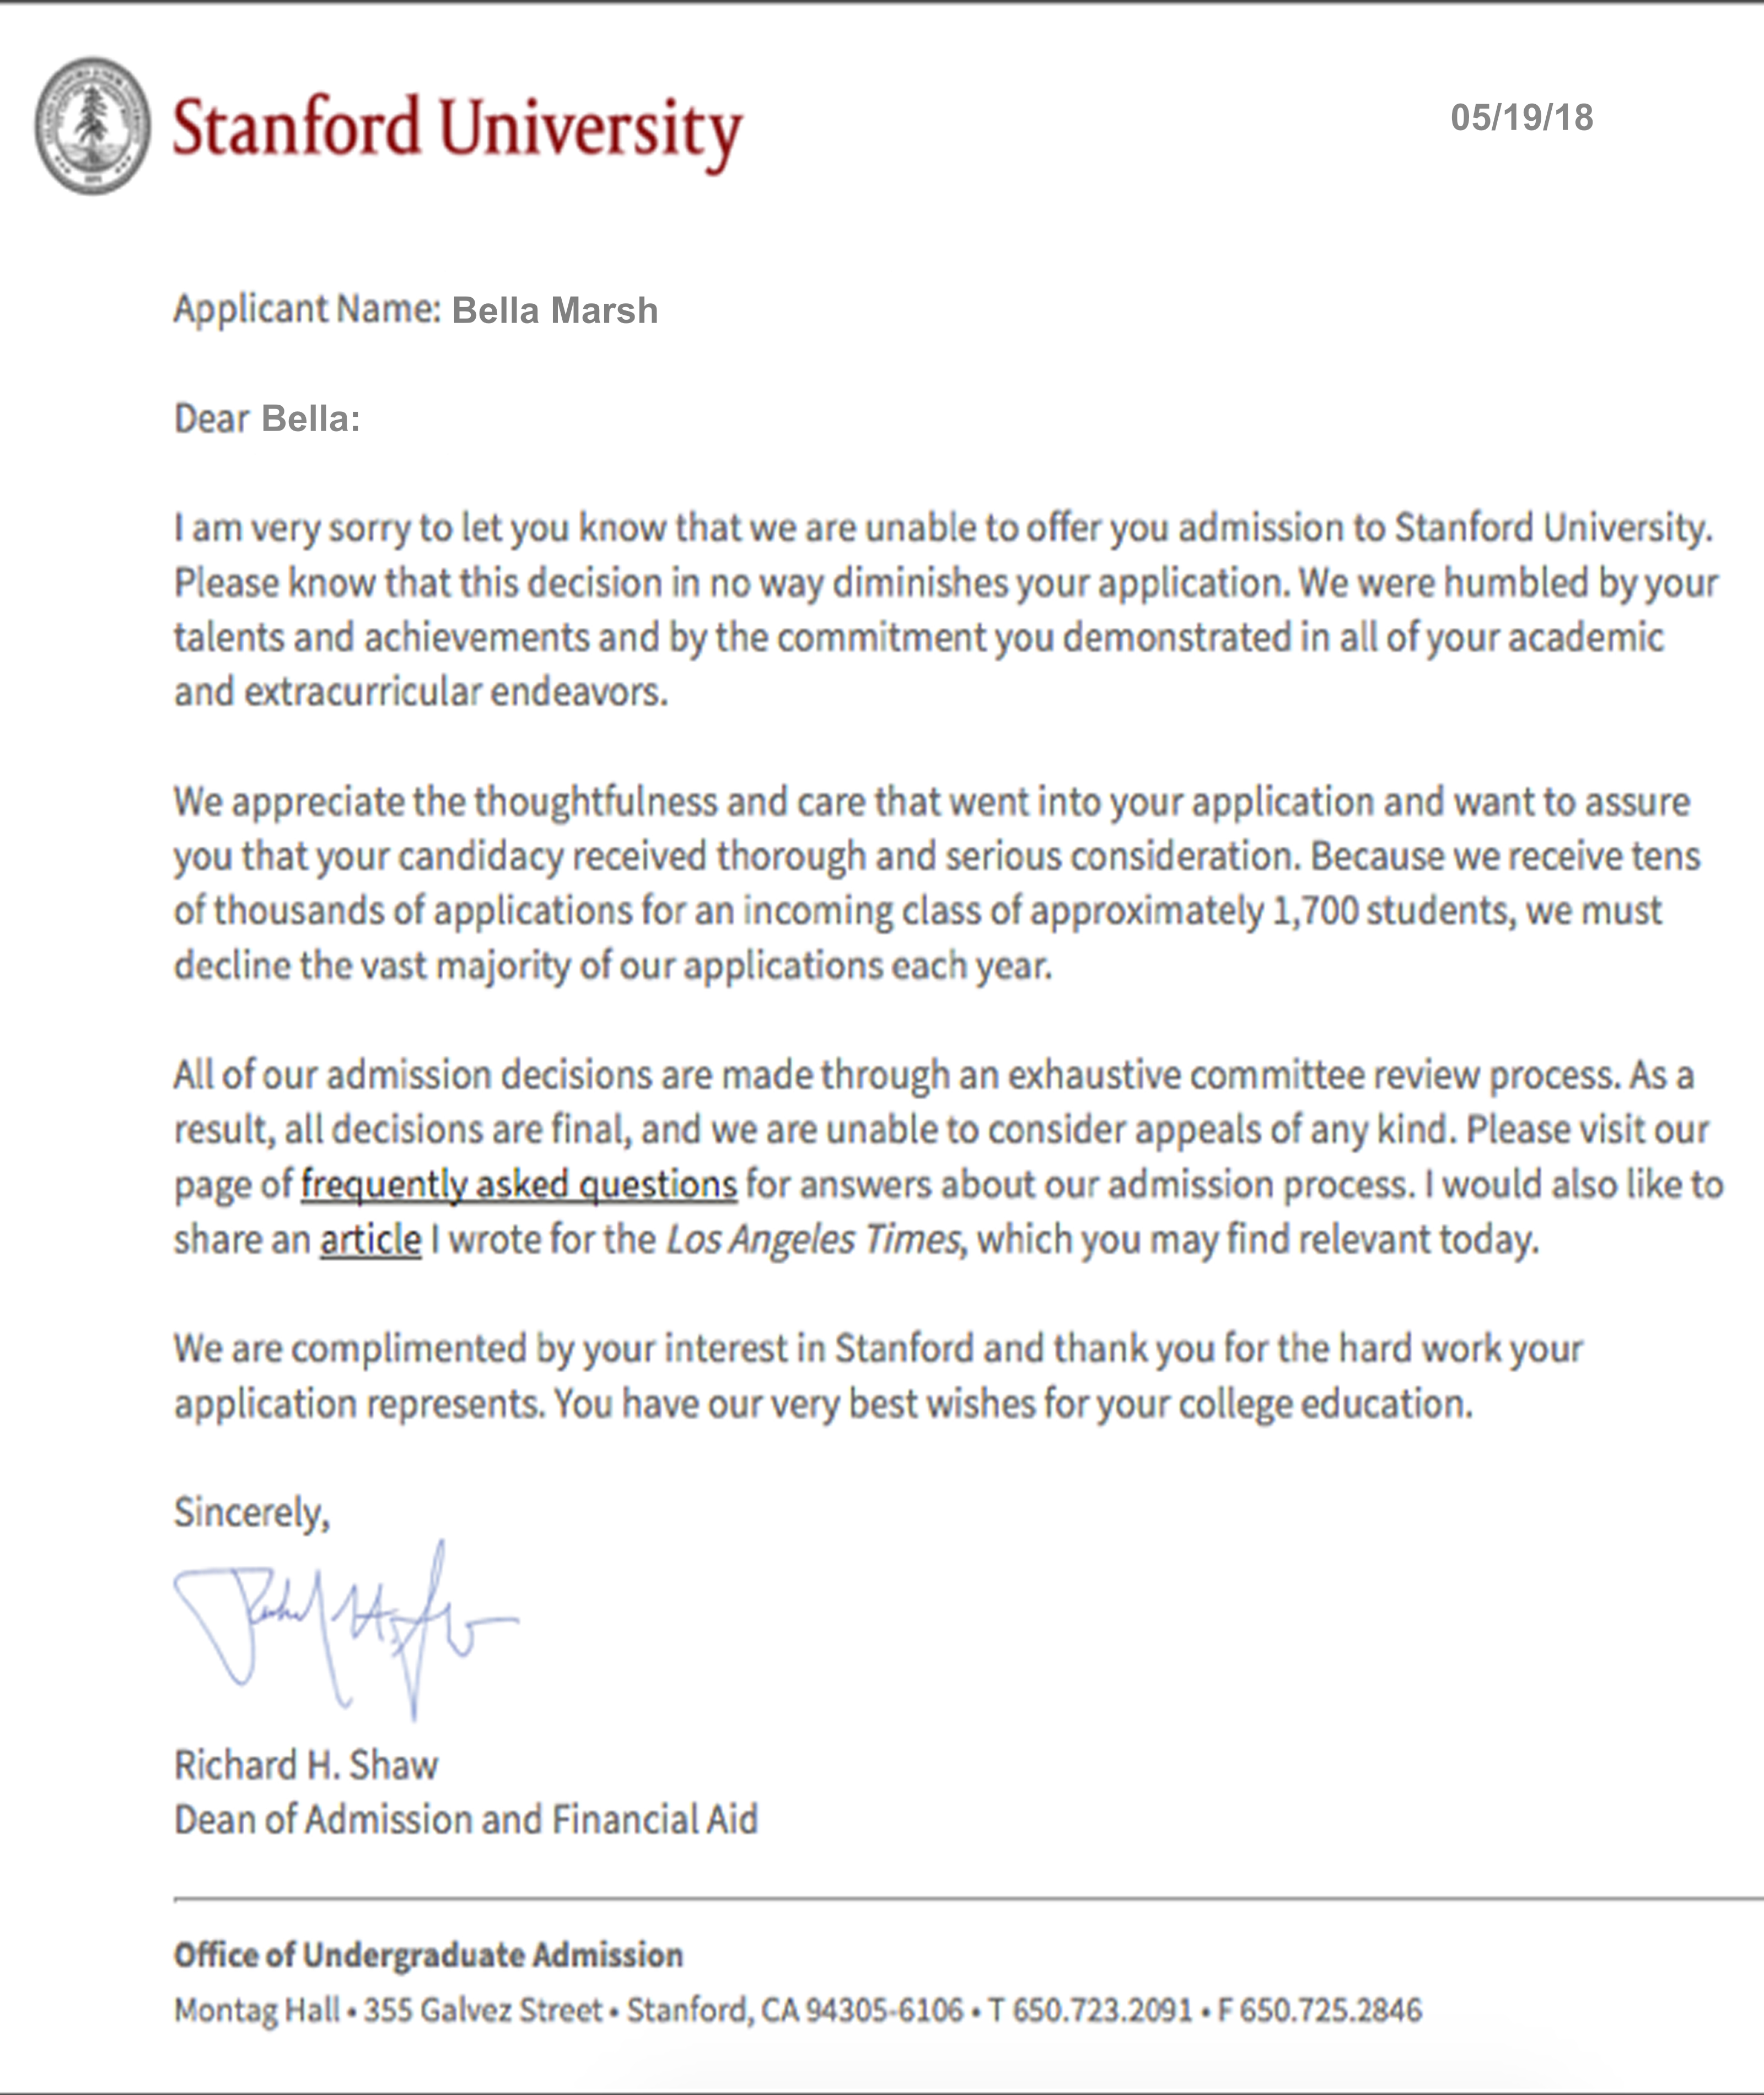 Stanford University
05/19/18
Applicant Name: Bella Marsh
Dear Bella:
I am very sorry to let you know that we are unable to offer you admission to Stanford University.
Please know that this decision in no way diminishes your application. We were humbled by your
talents and achievements and by the commitment you demonstrated in all of your academic
and extracurricular endeavors.
We appreciate the thoughtfulness and care that went into your application and want to assure
you that your candidacy received thorough and serious consideration. Because we receive tens
of thousands of applications for an incoming class of approximately 1,700 students, we must
decline the vast majority of our applications each year.
All of our admission decisions are made through an exhaustive committee review process. As a
result, all decisions are final, and we are unable to consider appeals of any kind. Please visit our
page of frequently asked questions for answers about our admission process. I would also like to
share an article I wrote for the Los Angeles Times, which you may find relevant today.
We are complimented by your interest in Stanford and thank you for the hard work your
application represents. You have our very best wishes for your college education.
Sincerely,
Richard H. Shaw
Dean of Admission and Financial Aid
Office of Undergraduate Admission
Montag Hall • 355 Galvez Street • Stanford, CA 94305-6106 • T 650.723.2091 • F 650.725.2846